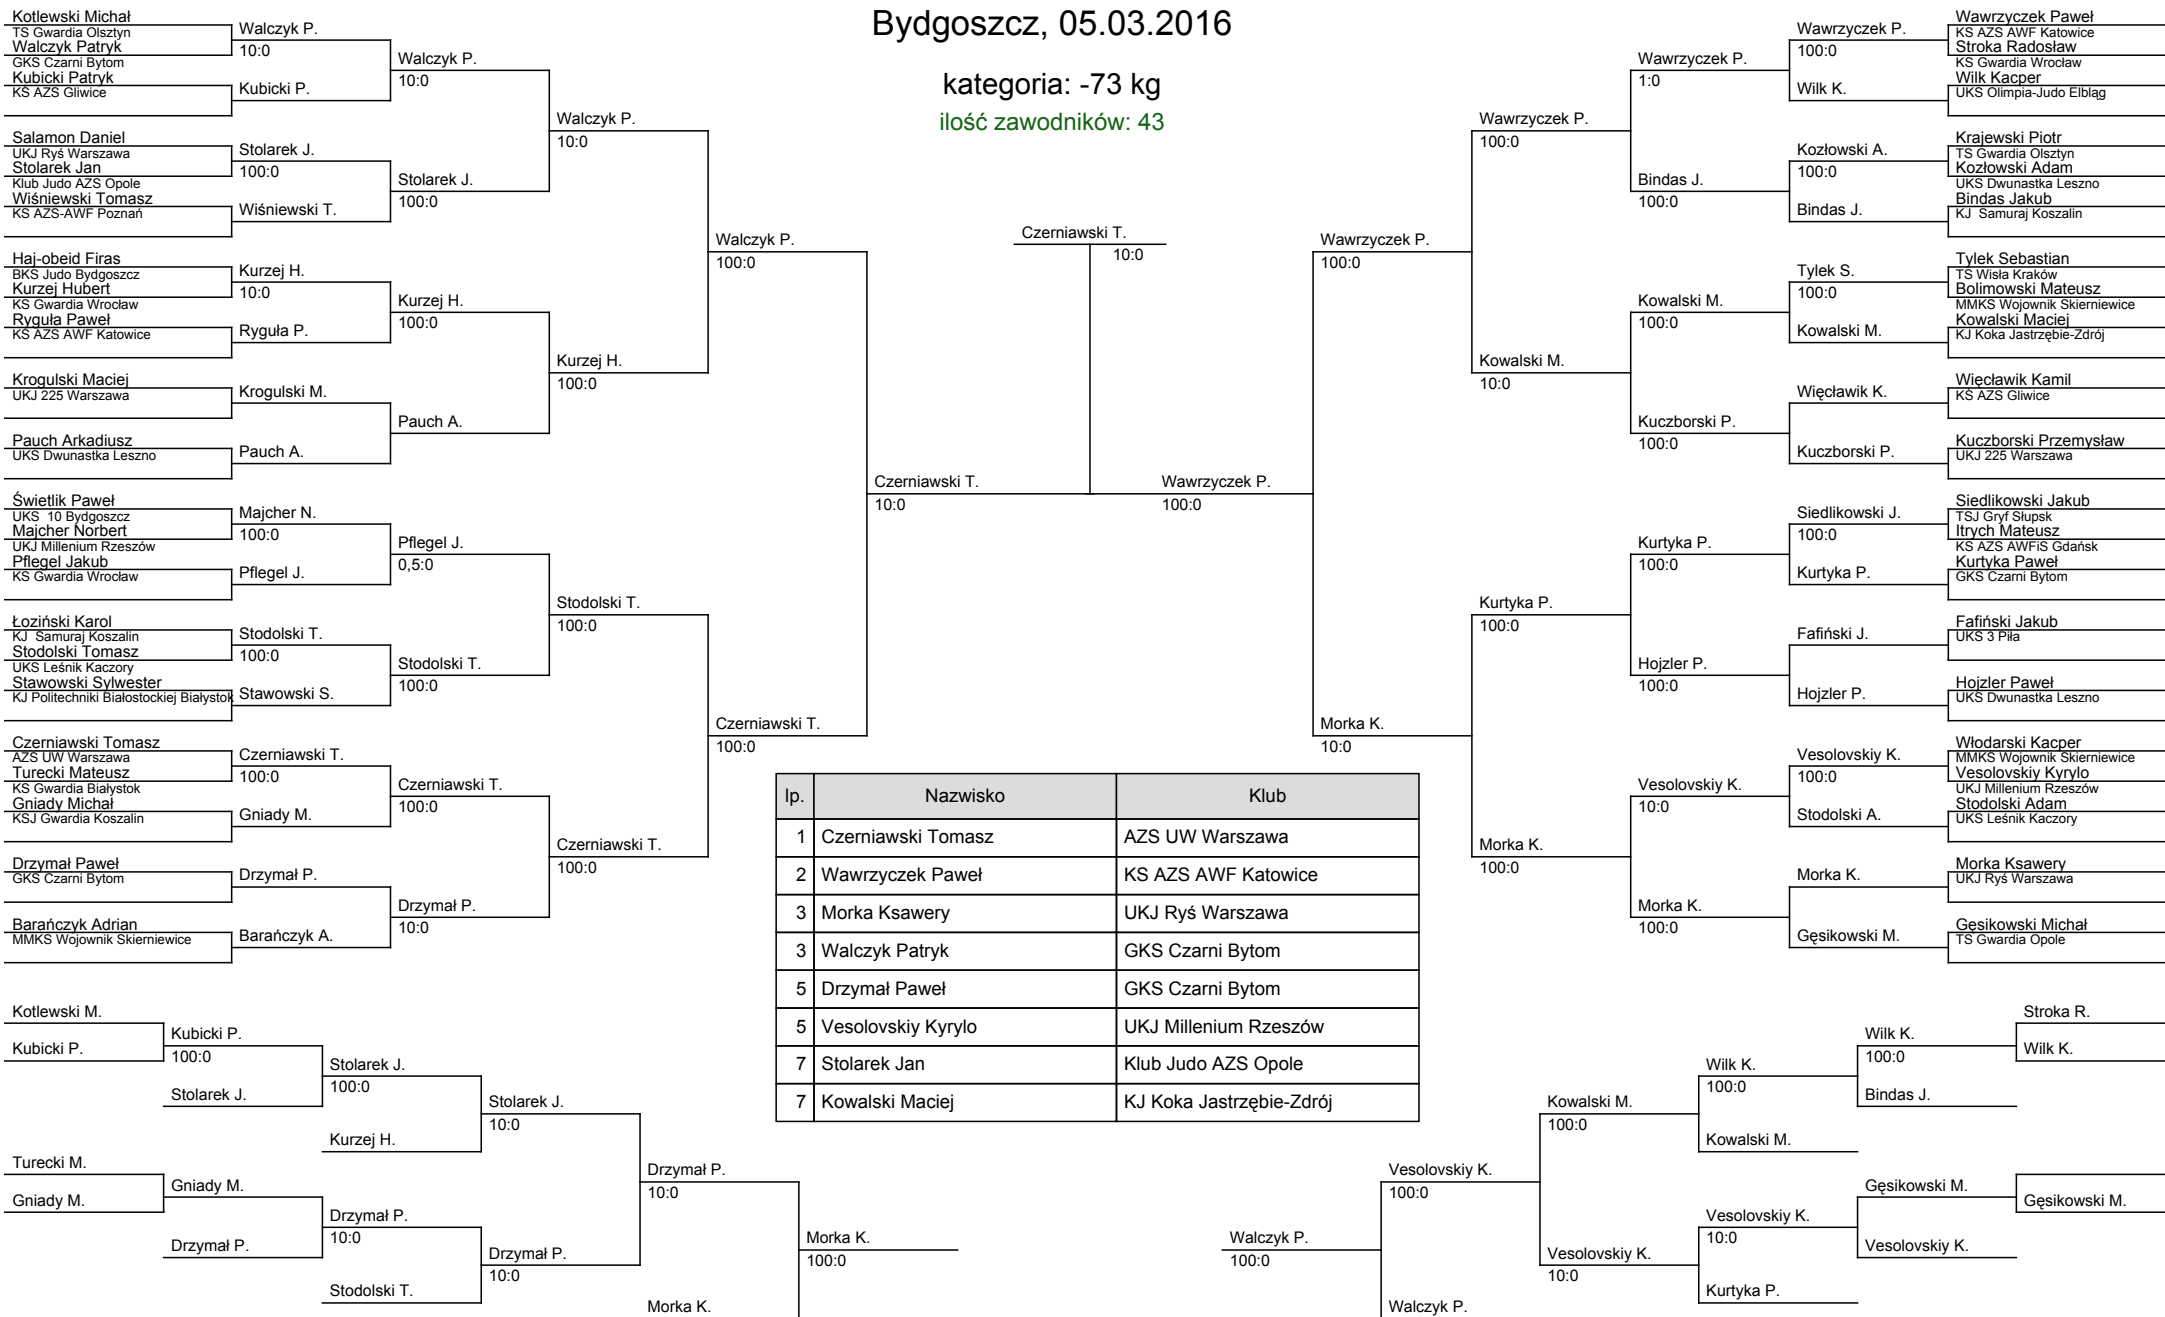 Bydgoszcz, 05.03.2016
kategoria: -73 kg
ilość zawodników: 43
Kotlewski Michał
TS Gwardia Olsztyn
Walczyk Patryk
GKS Czarni Bytom
Kubicki Patryk
KS AZS Gliwice
Salamon Daniel
UKJ Ryś Warszawa
Stolarek Jan
Klub Judo AZS Opole
Wiśniewski Tomasz
KS AZS-AWF Poznań
Haj-obeid Firas
BKS Judo Bydgoszcz
Kurzej Hubert
KS Gwardia Wrocław
Ryguła Paweł
KS AZS AWF Katowice
Krogulski Maciej
UKJ 225 Warszawa
Pauch Arkadiusz
UKS Dwunastka Leszno
Świetlik Paweł
UKS  10 Bydgoszcz
Majcher Norbert
UKJ Millenium Rzeszów
Pflegel Jakub
KS Gwardia Wrocław
Łoziński Karol
KJ  Samuraj Koszalin
Stodolski Tomasz
UKS Leśnik Kaczory
Stawowski Sylwester
KJ Politechniki Białostockiej Białystok
Czerniawski Tomasz
AZS UW Warszawa
Turecki Mateusz
KS Gwardia Białystok
Gniady Michał
KSJ Gwardia Koszalin
Drzymał Paweł
GKS Czarni Bytom
Barańczyk Adrian
MMKS Wojownik Skierniewice
Walczyk P.
10:0
Kubicki P.
Stolarek J.
100:0
Wiśniewski T.
Kurzej H.
10:0
Ryguła P.
Krogulski M.
Pauch A.
Majcher N.
100:0
Pflegel J.
Stodolski T.
100:0
Stawowski S.
Czerniawski T.
100:0
Gniady M.
Drzymał P.
Barańczyk A.
Walczyk P.
10:0
Stolarek J.
100:0
Kurzej H.
100:0
Pauch A.
Pflegel J.
0,5:0
Stodolski T.
100:0
Czerniawski T.
100:0
Drzymał P.
10:0
Walczyk P.
10:0
Kurzej H.
100:0
Stodolski T.
100:0
Czerniawski T.
100:0
Walczyk P.
100:0
Czerniawski T.
100:0
Czerniawski T.
10:0
Czerniawski T.
10:0
Wawrzyczek P.
100:0
Wawrzyczek P.
100:0
Morka K.
10:0
Wawrzyczek P.
100:0
Kowalski M.
10:0
Kurtyka P.
100:0
Morka K.
100:0
Wawrzyczek P.
1:0
Bindas J.
100:0
Kowalski M.
100:0
Kuczborski P.
100:0
Kurtyka P.
100:0
Hojzler P.
100:0
Vesolovskiy K.
10:0
Morka K.
100:0
Wawrzyczek P.
100:0
Wilk K.
Kozłowski A.
100:0
Bindas J.
Tylek S.
100:0
Kowalski M.
Więcławik K.
Kuczborski P.
Siedlikowski J.
100:0
Kurtyka P.
Fafiński J.
Hojzler P.
Vesolovskiy K.
100:0
Stodolski A.
Morka K.
Gęsikowski M.
Wawrzyczek Paweł
KS AZS AWF Katowice
Stroka Radosław
KS Gwardia Wrocław
Wilk Kacper
UKS Olimpia-Judo Elbląg
Krajewski Piotr
TS Gwardia Olsztyn
Kozłowski Adam
UKS Dwunastka Leszno
Bindas Jakub
KJ  Samuraj Koszalin
Tylek Sebastian
TS Wisła Kraków
Bolimowski Mateusz
MMKS Wojownik Skierniewice
Kowalski Maciej
KJ Koka Jastrzębie-Zdrój
Więcławik Kamil
KS AZS Gliwice
Kuczborski Przemysław
UKJ 225 Warszawa
Siedlikowski Jakub
TSJ Gryf Słupsk
Itrych Mateusz
KS AZS AWFiS Gdańsk
Kurtyka Paweł
GKS Czarni Bytom
Fafiński Jakub
UKS 3 Piła
Hojzler Paweł
UKS Dwunastka Leszno
Włodarski Kacper
MMKS Wojownik Skierniewice
Vesolovskiy Kyrylo
UKJ Millenium Rzeszów
Stodolski Adam
UKS Leśnik Kaczory
Morka Ksawery
UKJ Ryś Warszawa
Gęsikowski Michał
TS Gwardia Opole
lp. Nazwisko Klub
1 Czerniawski Tomasz AZS UW Warszawa
2 Wawrzyczek Paweł KS AZS AWF Katowice
3 Morka Ksawery UKJ Ryś Warszawa
3 Walczyk Patryk GKS Czarni Bytom
5 Drzymał Paweł GKS Czarni Bytom
5 Vesolovskiy Kyrylo UKJ Millenium Rzeszów
7 Stolarek Jan Klub Judo AZS Opole
7 Kowalski Maciej KJ Koka Jastrzębie-Zdrój
Kotlewski M.
Kubicki P.
Turecki M.
Gniady M.
Kubicki P.
100:0
Stolarek J.
Gniady M.
Drzymał P.
Stolarek J.
100:0
Kurzej H.
Drzymał P.
10:0
Stodolski T.
Stolarek J.
10:0
Drzymał P.
10:0
Drzymał P.
10:0
Morka K.
Morka K.
100:0
Walczyk P.
100:0
Vesolovskiy K.
100:0
Walczyk P.
Kowalski M.
100:0
Vesolovskiy K.
10:0
Wilk K.
100:0
Kowalski M.
Vesolovskiy K.
10:0
Kurtyka P.
Wilk K.
100:0
Bindas J.
Gęsikowski M.
Vesolovskiy K.
Stroka R.
Wilk K.
Gęsikowski M.